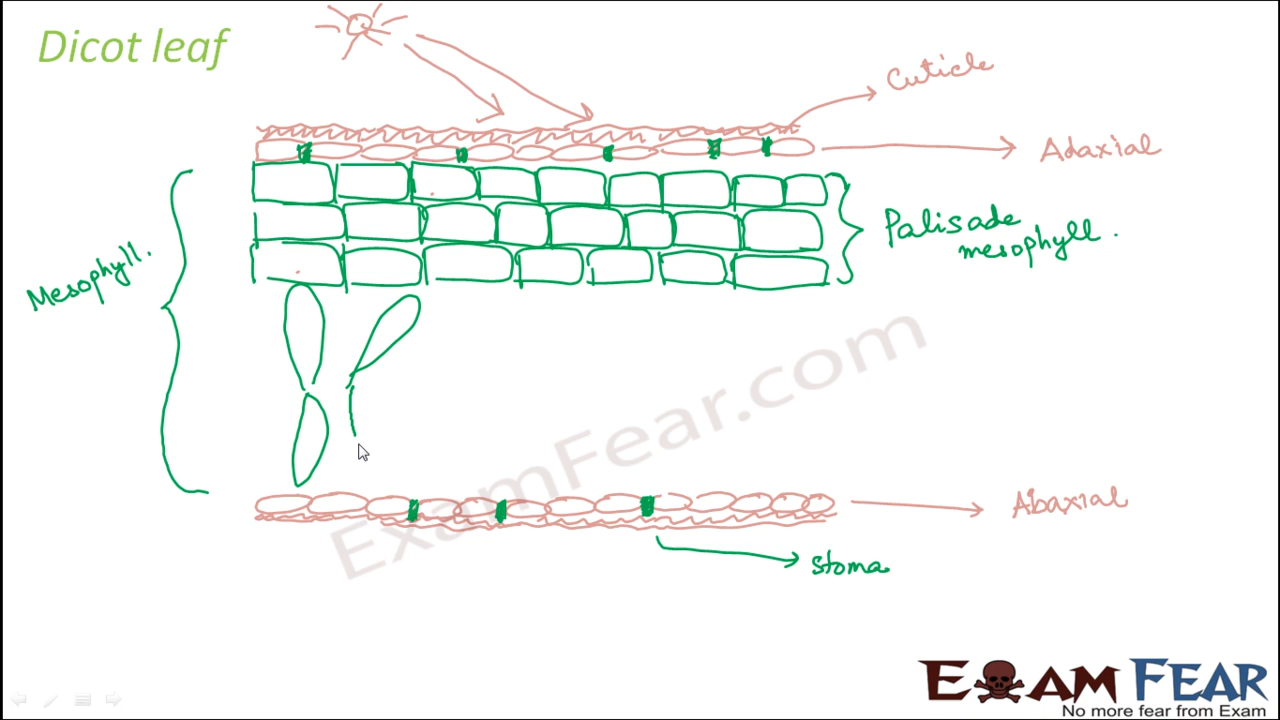 Dicot leaf
Cuticle
Adaxial
Mesophyll.
Palisade
mesophyll.
ExamFear.com
Abaxial
Stoma
EXAM FEAR
No more fear from Exam